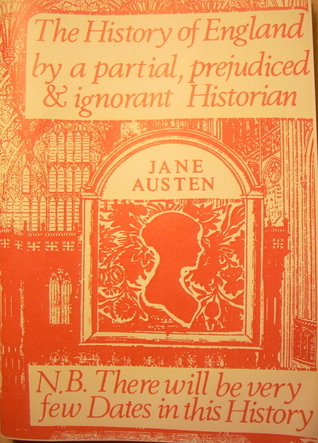 The History of England
by a partial, prejudiced
& ignorant Historian
JANE
AUSTEN
N.B. There will be very
few Dates in this History